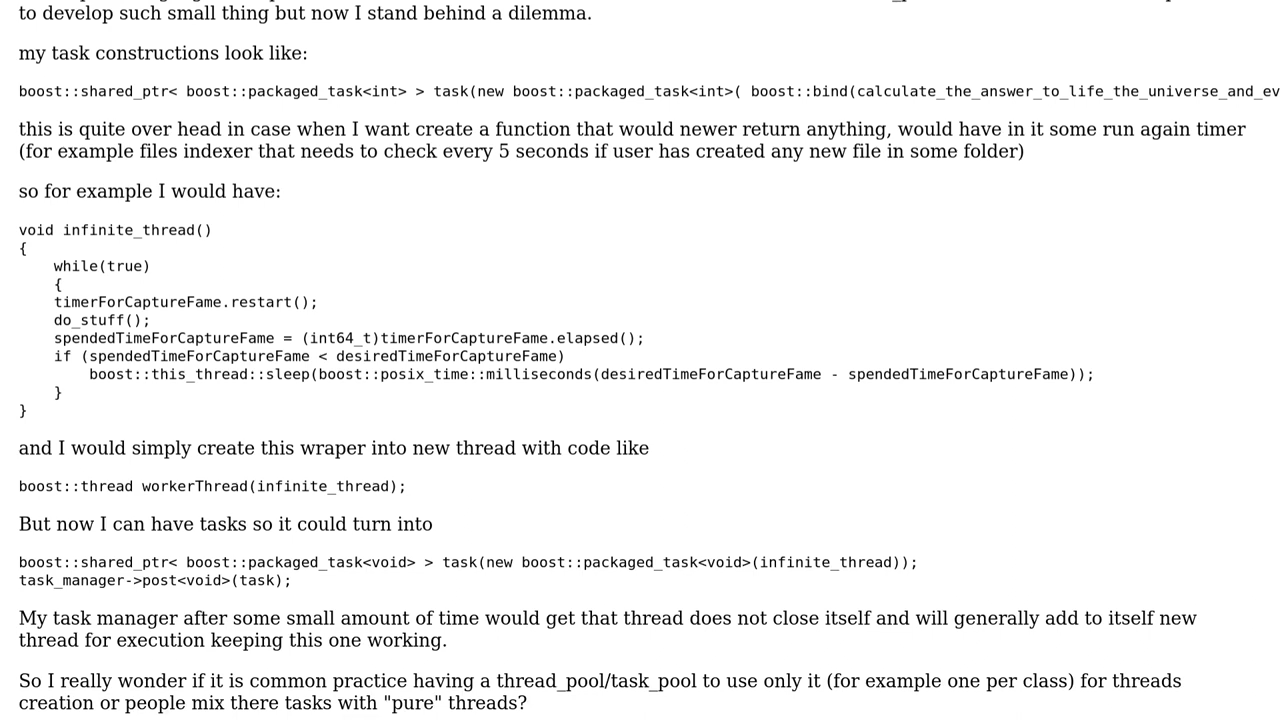 to develop such small thing but now I stand behind a dilemma.
my task constructions look like:
boost::shared_ptr< boost::packaged_task<int> > task(new boost::packaged_task<int>( boost::bind(calculate_the_answer_to_life_the_universe_and_ev
this is quite over head in case when I want create a function that would newer return anything, would have in it some run again timer
(for example files indexer that needs to check every 5 seconds if user has created any new file in some folder)
so for example I would have:
void infinite_thread()
{
    while(true)
    {
    timerForCaptureFame.restart();
    do_stuff();
    spendedTimeForCaptureFame = (int64_t)timerForCaptureFame.elapsed();
    if (spendedTimeForCaptureFame < desiredTimeForCaptureFame)
        boost::this_thread::sleep(boost::posix_time::milliseconds(desiredTimeForCaptureFame - spendedTimeForCaptureFame));
    }
}
and I would simply create this wraper into new thread with code like
boost::thread workerThread(infinite_thread);
But now I can have tasks so it could turn into
boost::shared_ptr< boost::packaged_task<void> > task(new boost::packaged_task<void>(infinite_thread));
task_manager->post<void>(task);
My task manager after some small amount of time would get that thread does not close itself and will generally add to itself new
thread for execution keeping this one working.
So I really wonder if it is common practice having a thread_pool/task_pool to use only it (for example one per class) for threads
creation or people mix there tasks with "pure" threads?